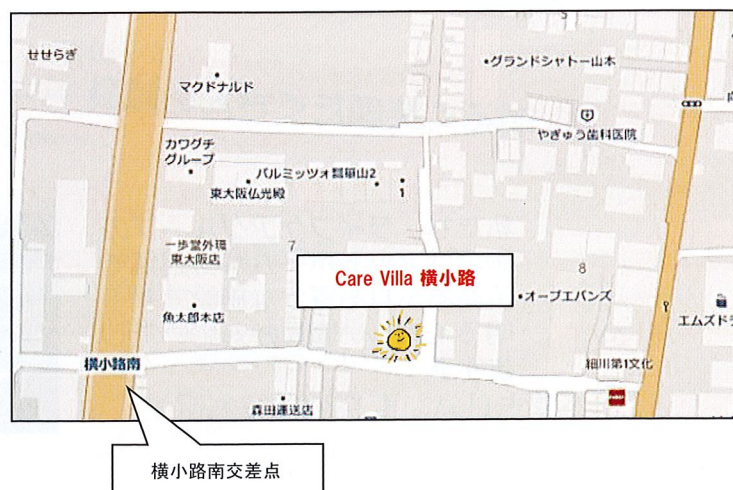 せせらぎ
マクドナルド
5
グランドシャトー山本
やぎゅう歯科医院
カワグチ
グループ
パルミッツォ瓢箪山2
東大阪仏光殿
1
一歩堂外環
東大阪店
7
Care Villa 横小路
8
オーブエバンズ
魚太郎本店
エムズドラ
横小路南
細川第1文化
森田運送店
横小路南交差点